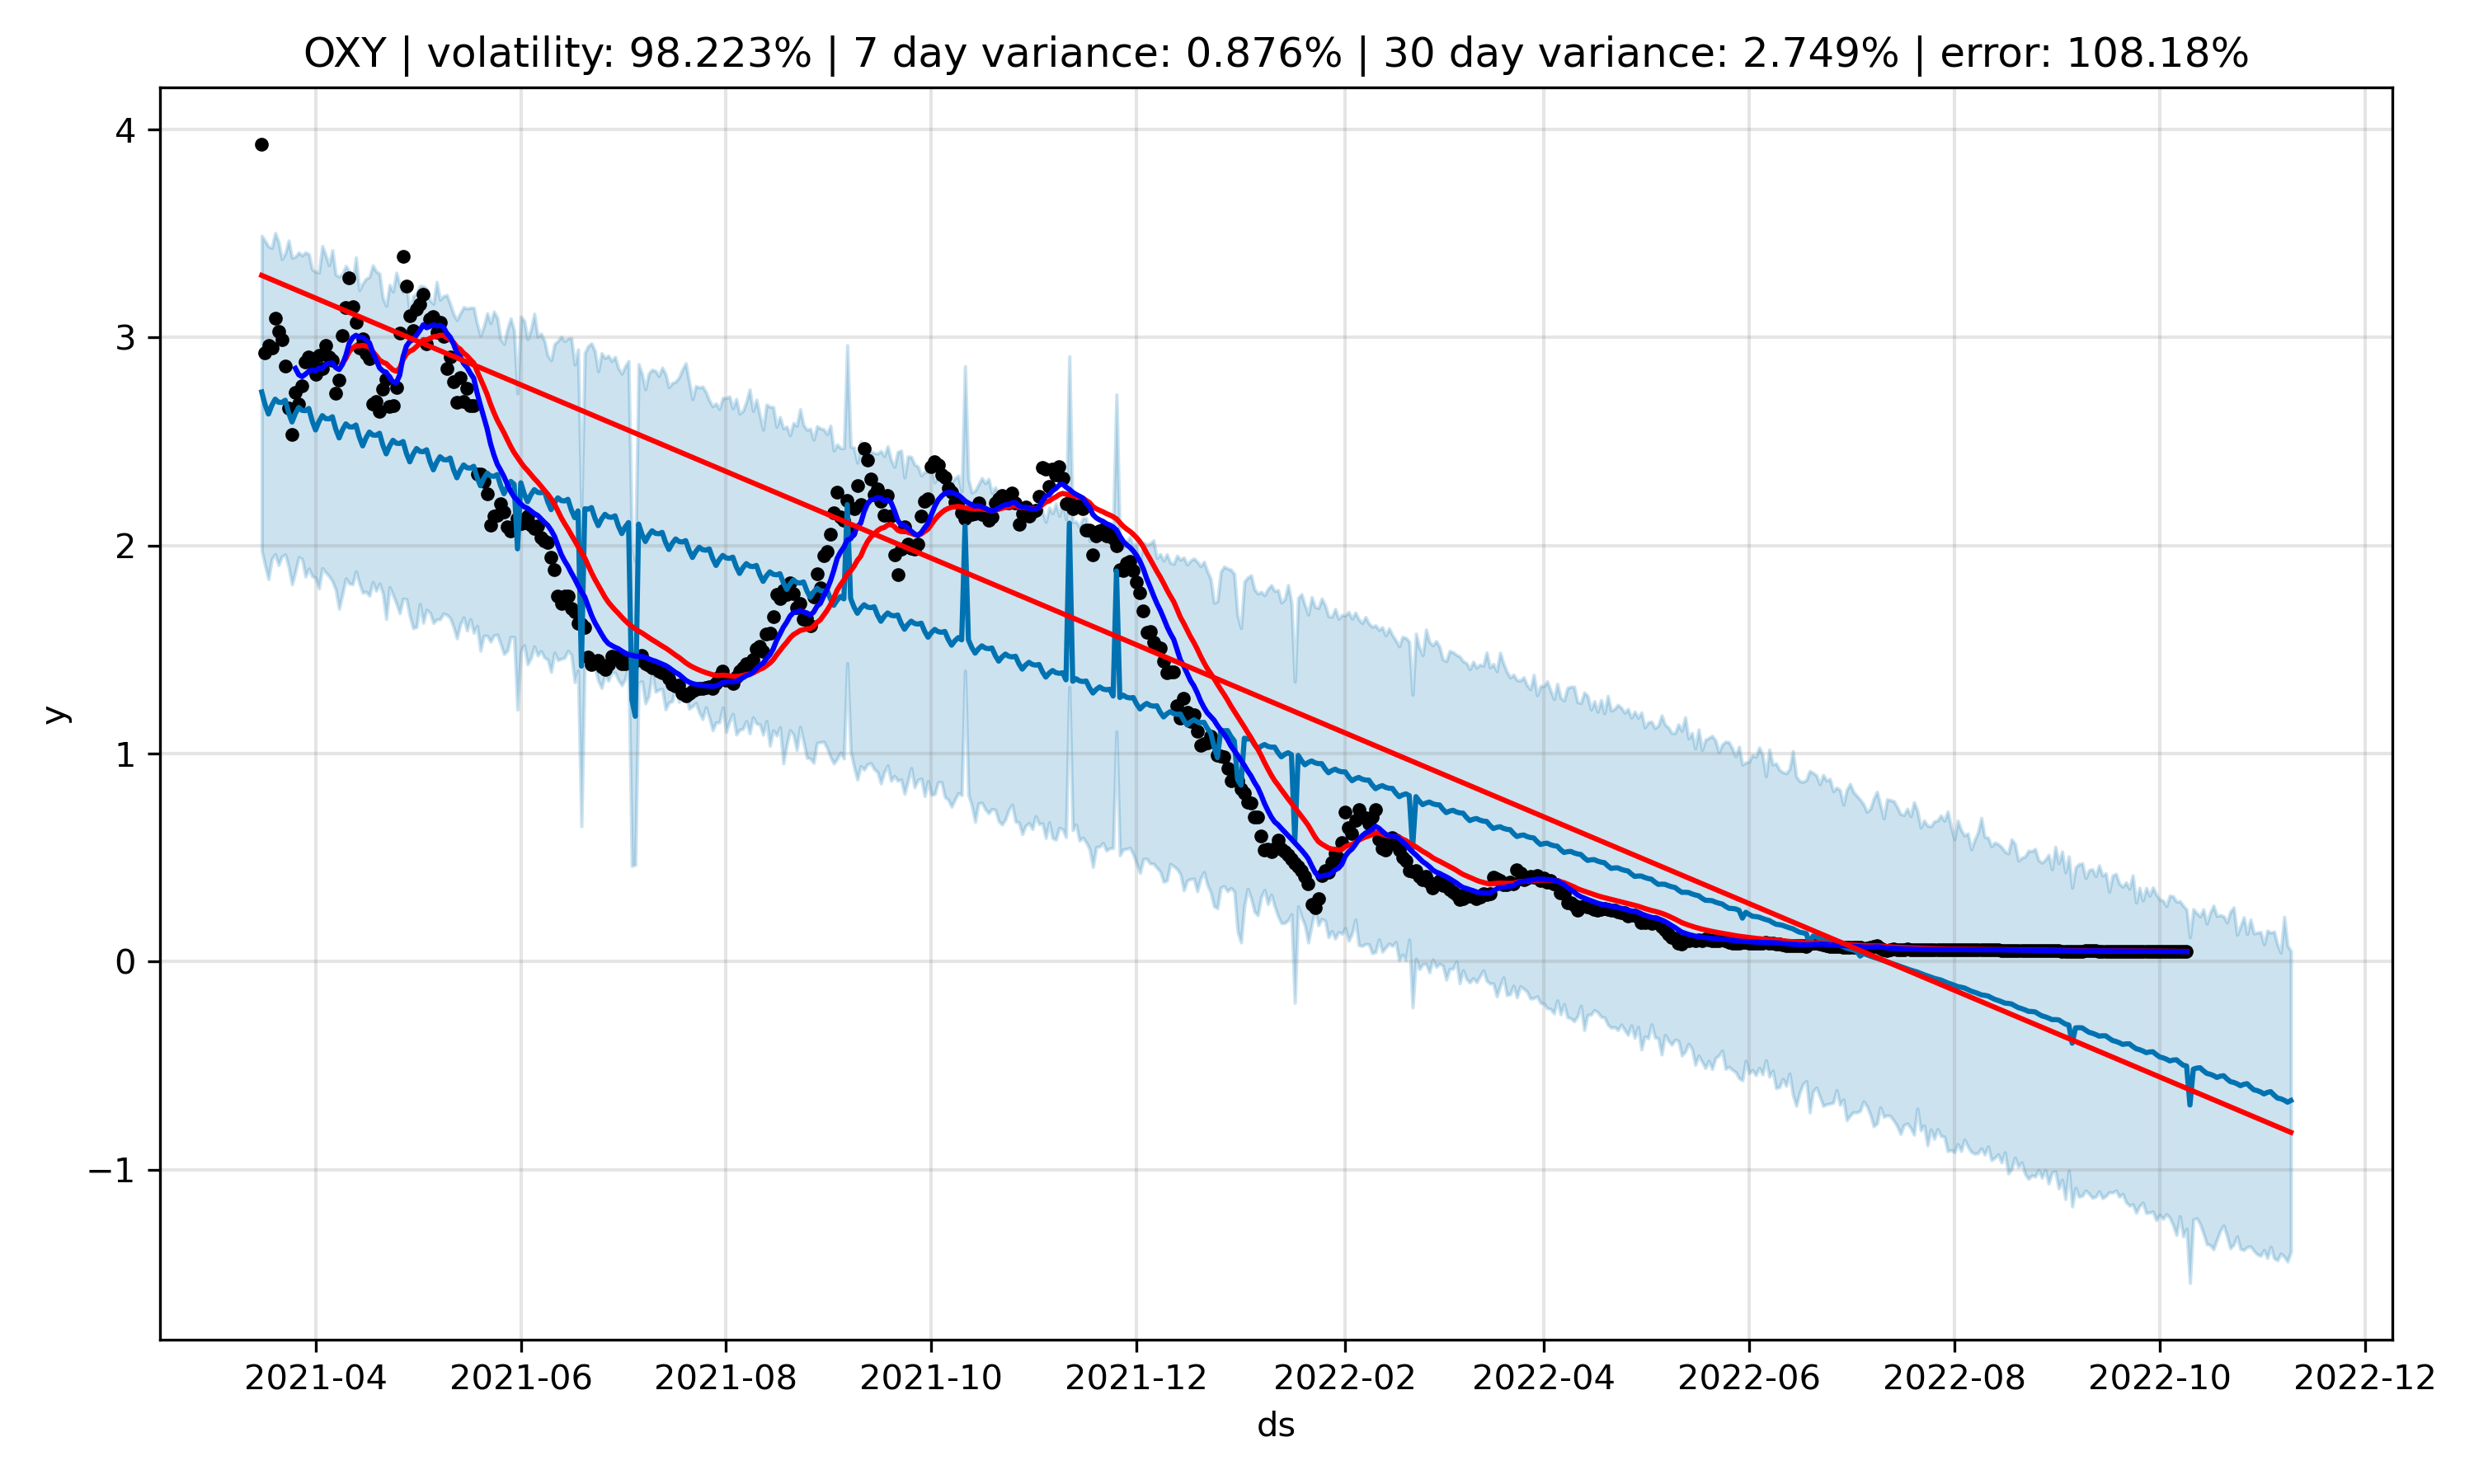 OXY | volatility: 98.223% | 7 day variance: 0.876% | 30 day variance: 2.749% | error: 108.18%
4
3
2
1
0
−1
y
2021-04 2021-06 2021-08 2021-10 2021-12 2022-02 2022-04 2022-06 2022-08 2022-10 2022-12
ds